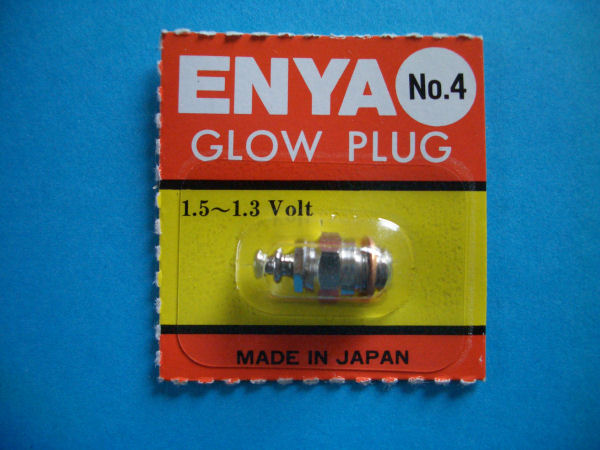 ENYA No.4
GLOW PLUG
1.5～1.3 Volt
MADE IN JAPAN